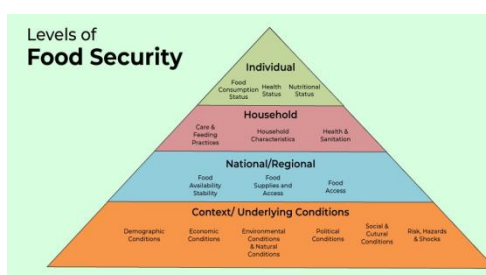 Levels of
Food Security
Individual
Food Consumption Status
Health Status
Nutritional Status
Household
Care & Feeding Practices
Household Characteristics
Health & Sanitation
National/Regional
Food Availability Stability
Food Supplies and Access
Food Access
Context/ Underlying Conditions
Demographic Conditions
Economic Conditions
Environmental Conditions & Natural Conditions
Political Conditions
Social & Cutural Conditions
Risk, Hazards & Shocks